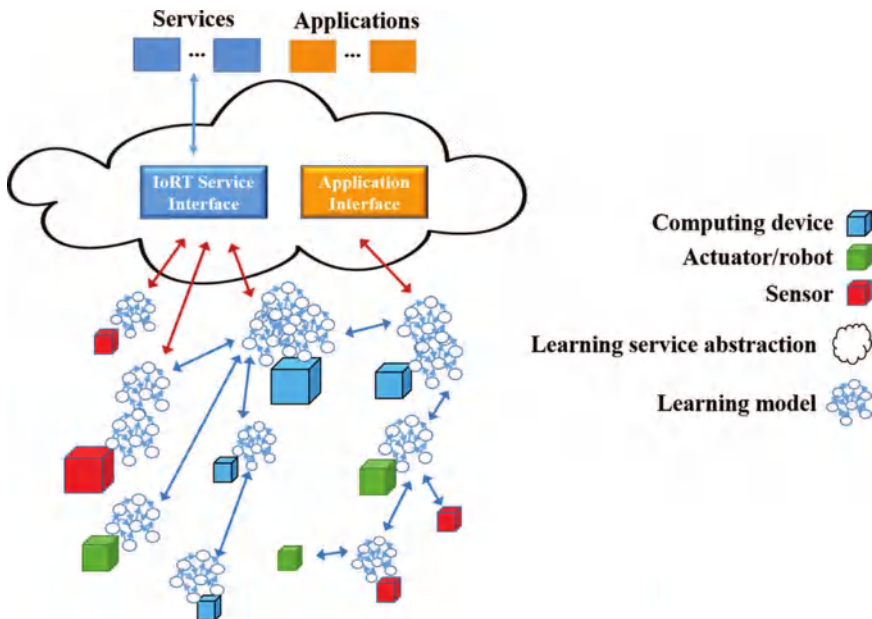 Services
Applications
...
...
IoRT Service
Interface
Application
Interface
Computing device
Actuator/robot
Sensor
Learning service abstraction
Learning model